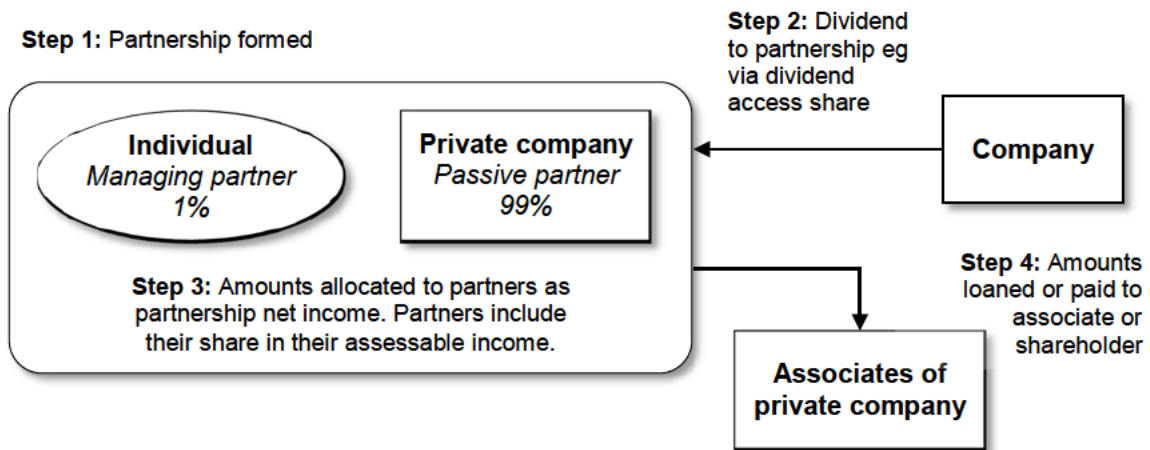 Step 1: Partnership formed
Step 2: Dividend
to partnership eg
via dividend
access share
Individual
Managing partner
1%
Private company
Passive partner
99%
Company
Step 3: Amounts allocated to partners as
partnership net income. Partners include
their share in their assessable income.
Step 4: Amounts
loaned or paid to
associate or
shareholder
Associates of
private company